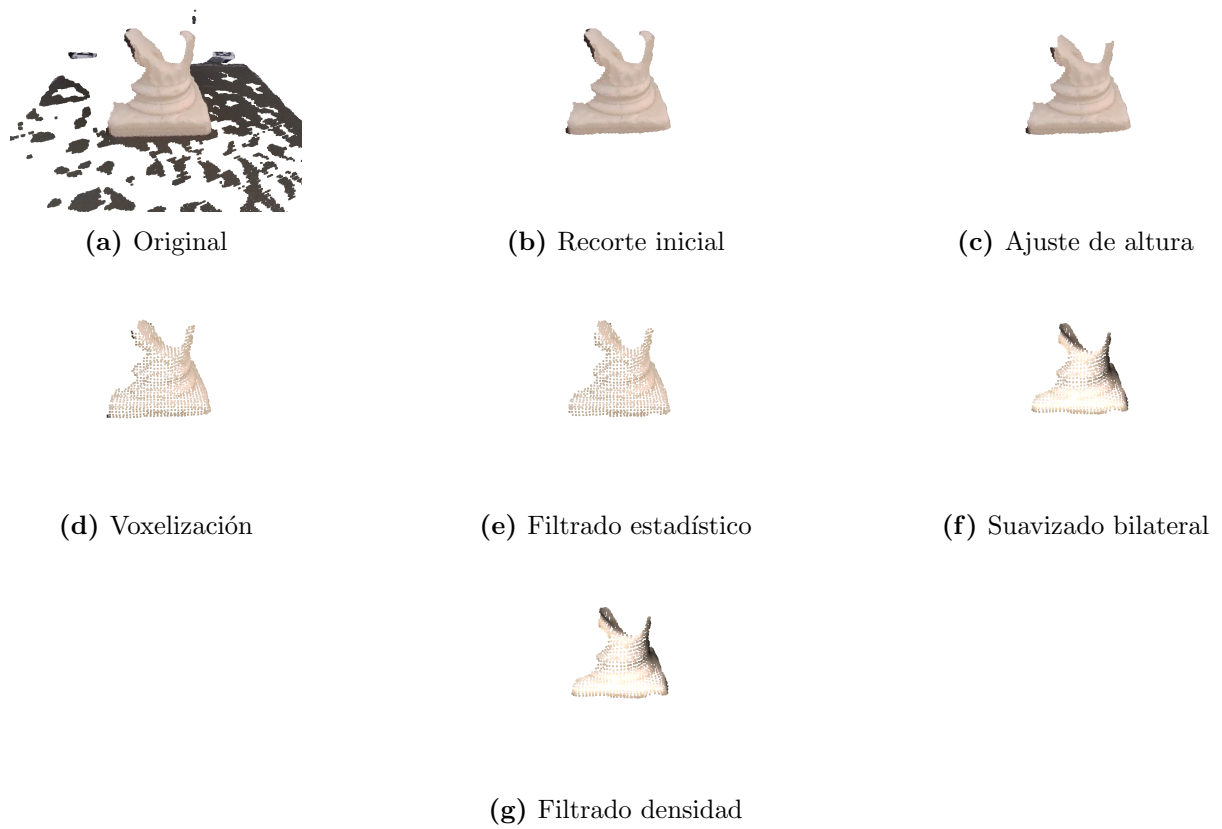 (a) Original
(b) Recorte inicial
(c) Ajuste de altura
(d) Voxelización
(e) Filtrado estadístico
(f) Suavizado bilateral
(g) Filtrado densidad